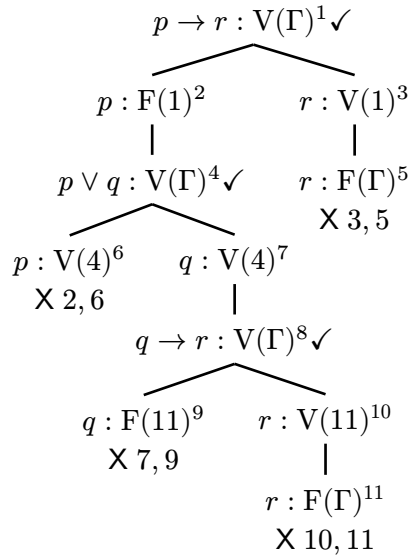 p → r : V(Γ)¹✓
p : F(1)² r : V(1)³
p ∨ q : V(Γ)⁴✓ r : F(Γ)⁵
X 3, 5
p : V(4)⁶ q : V(4)⁷
X 2, 6
q → r : V(Γ)⁸✓
q : F(11)⁹ r : V(11)¹⁰
X 7, 9
r : F(Γ)¹¹
X 10, 11